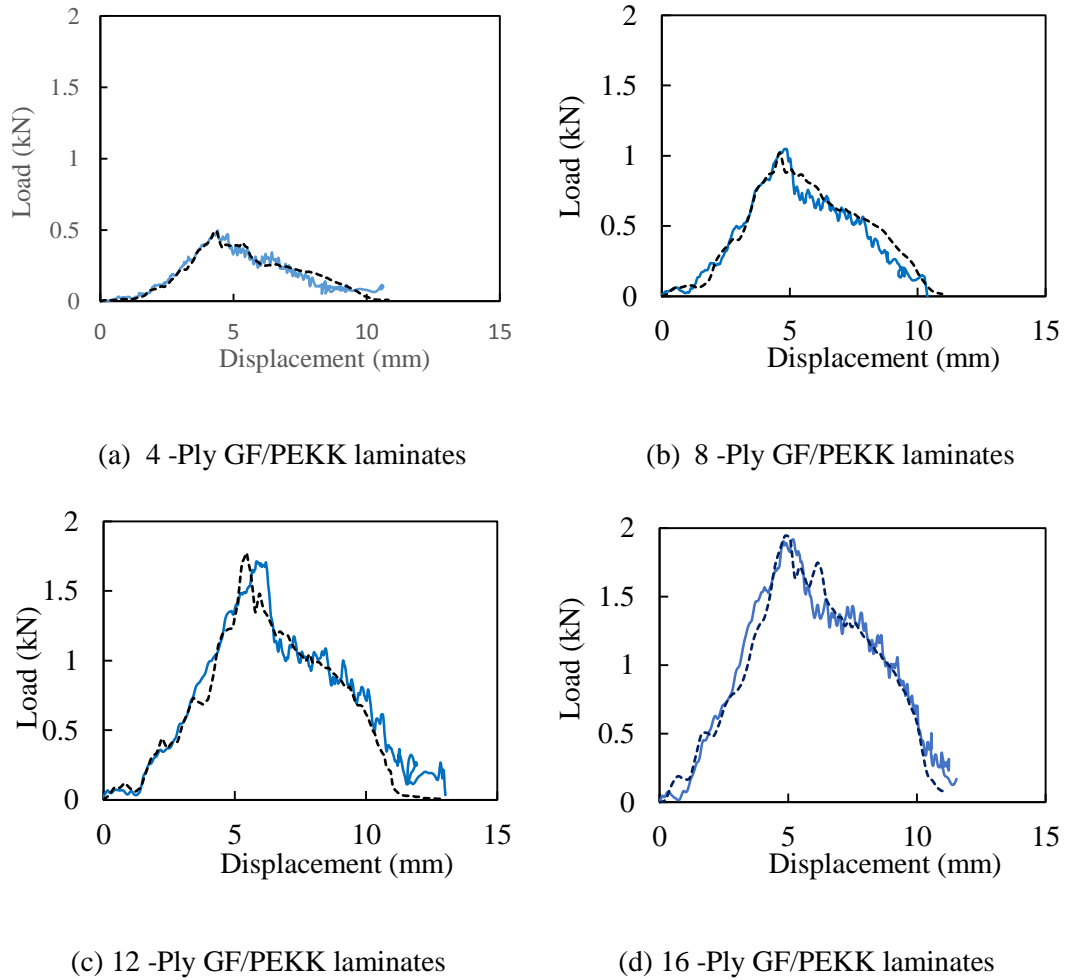 2
1.5
1
0.5
0
0 5 10 15
Load (kN)
Displacement (mm)
2
1.5
1
0.5
0
0 5 10 15
Load (kN)
Displacement (mm)
(a) 4 -Ply GF/PEKK laminates
(b) 8 -Ply GF/PEKK laminates
2
1.5
1
0.5
0
0 5 10 15
Load (kN)
Displacement (mm)
2
1.5
1
0.5
0
0 5 10 15
Load (kN)
Displacement (mm)
(c) 12 -Ply GF/PEKK laminates
(d) 16 -Ply GF/PEKK laminates